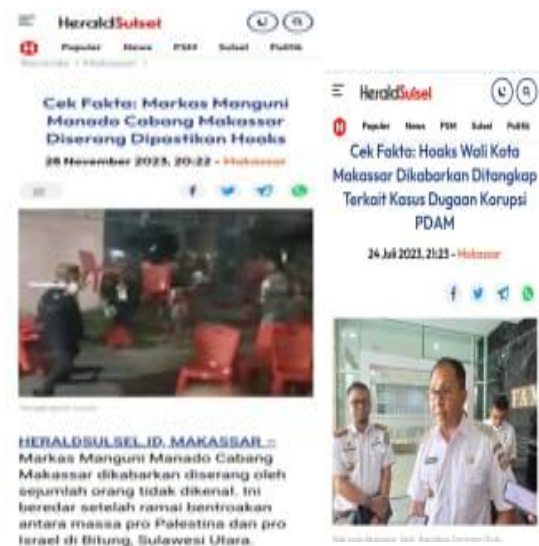 HeraldSulsel
Populer News PSM Sulsel Politik
Cek Fakta: Markas Manguni
Manado Cabang Makassar
Diserang Dipastikan Hoaks
28 November 2023, 20:22 - Makassar
HERALDSULSEL.ID, MAKASSAR –
Markas Manguni Manado Cabang
Makassar dikabarkan diserang oleh
sejumlah orang tidak dikenal. Ini
beredar setelah ramai bentroakan
antara massa pro Palestina dan pro
Israel di Bitung, Sulawesi Utara.
HeraldSulsel
Populer News PSM Sulsel Politik
Cek Fakta: Hoaks Wali Kota
Makassar Dikabarkan Ditangkap
Terkait Kasus Dugaan Korupsi
PDAM
24 Juli 2023, 21:23 - Makassar